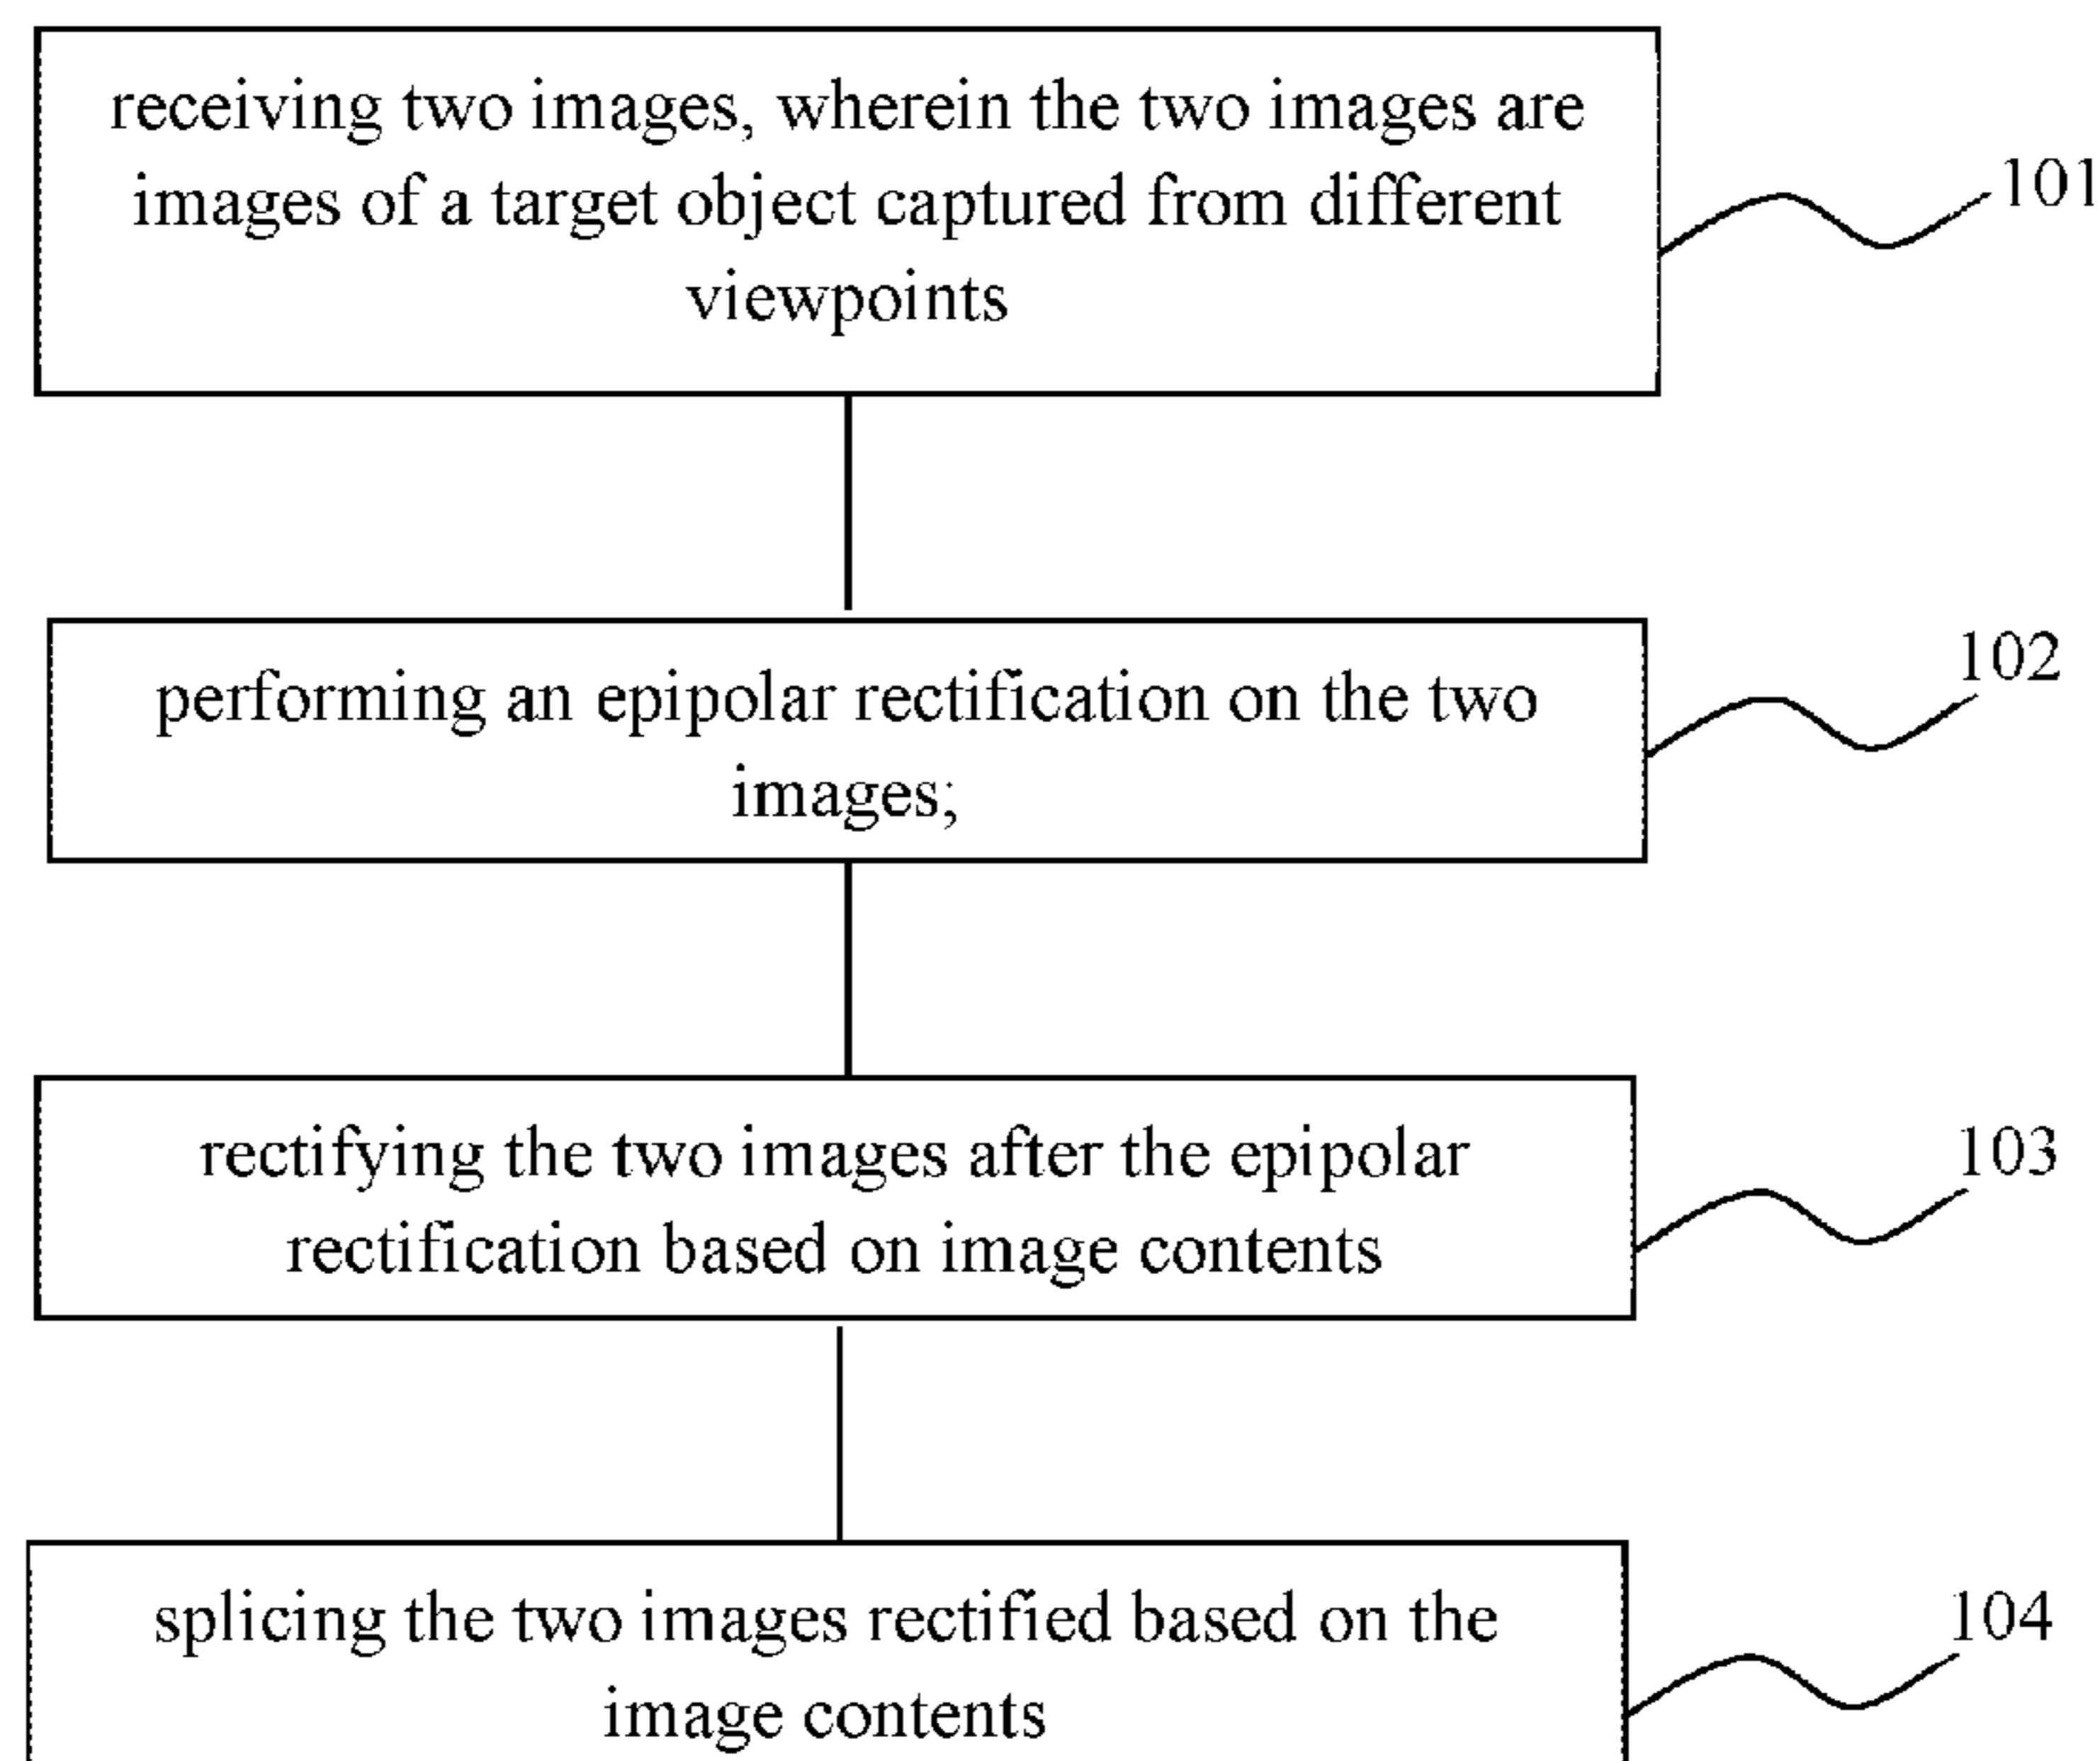 receiving two images, wherein the two images are
images of a target object captured from different
viewpoints
101
performing an epipolar rectification on the two
images;
102
rectifying the two images after the epipolar
rectification based on image contents
103
splicing the two images rectified based on the
image contents
104